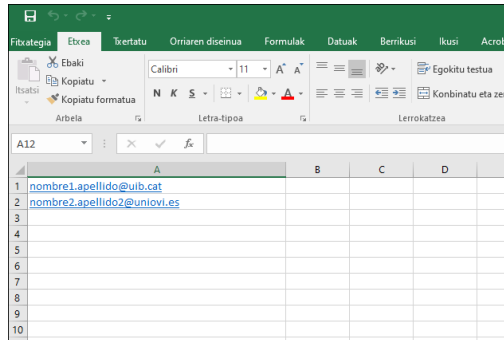 Fitxategia Etxea Txertatu Orriaren diseinua Formulak Datuak Berrikusi Ikusi Acrob
Itsatsi
Ebaki
Kopiatu
Kopiatu formatua
Arbela
Calibri 11 A A
N K S A
Letra-tipoa
Egokitu testua
Konbinatu eta ze
Lerrokatzea
A12 fx
A B C D
1 nombre1.apellido@uib.cat
2 nombre2.apellido2@uniovi.es
3
4
5
6
7
8
9
10